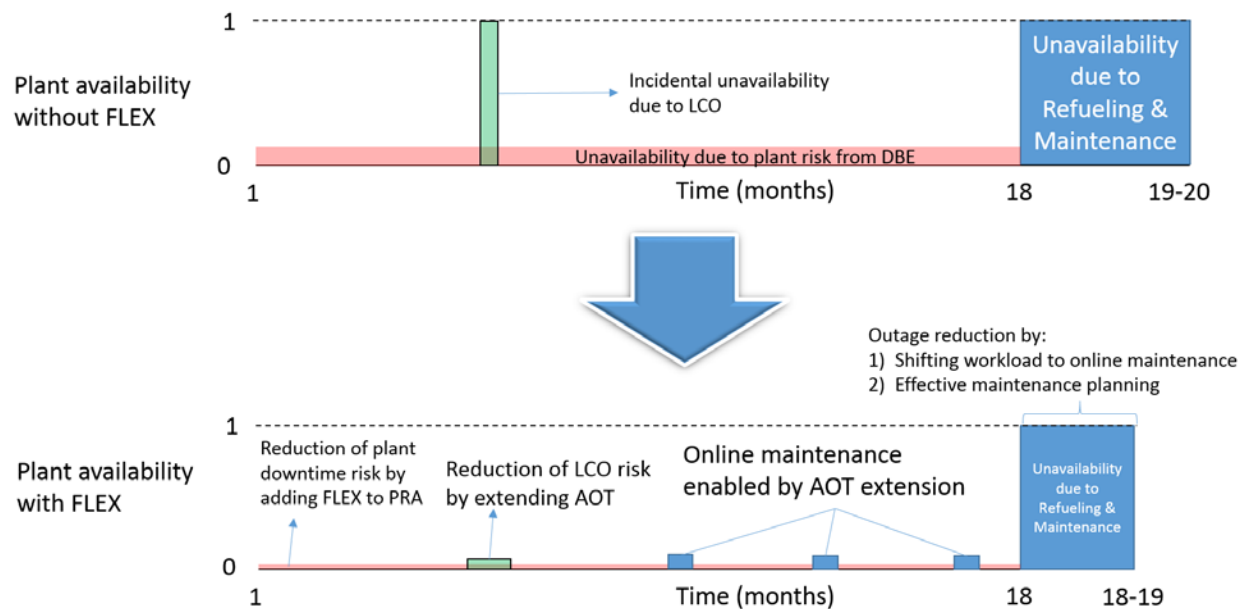 1
Plant availability
without FLEX
Incidental unavailability
due to LCO
Unavailability
due to
Refueling &
Maintenance
Unavailability due to plant risk from DBE
0
1
Time (months)
18
19-20
Outage reduction by:
1) Shifting workload to online maintenance
2) Effective maintenance planning
1
Plant availability
with FLEX
Reduction of plant
downtime risk by
adding FLEX to PRA
Reduction of LCO risk
by extending AOT
Online maintenance
enabled by AOT extension
Unavailability
due to
Refueling &
Maintenance
0
1
Time (months)
18
18-19